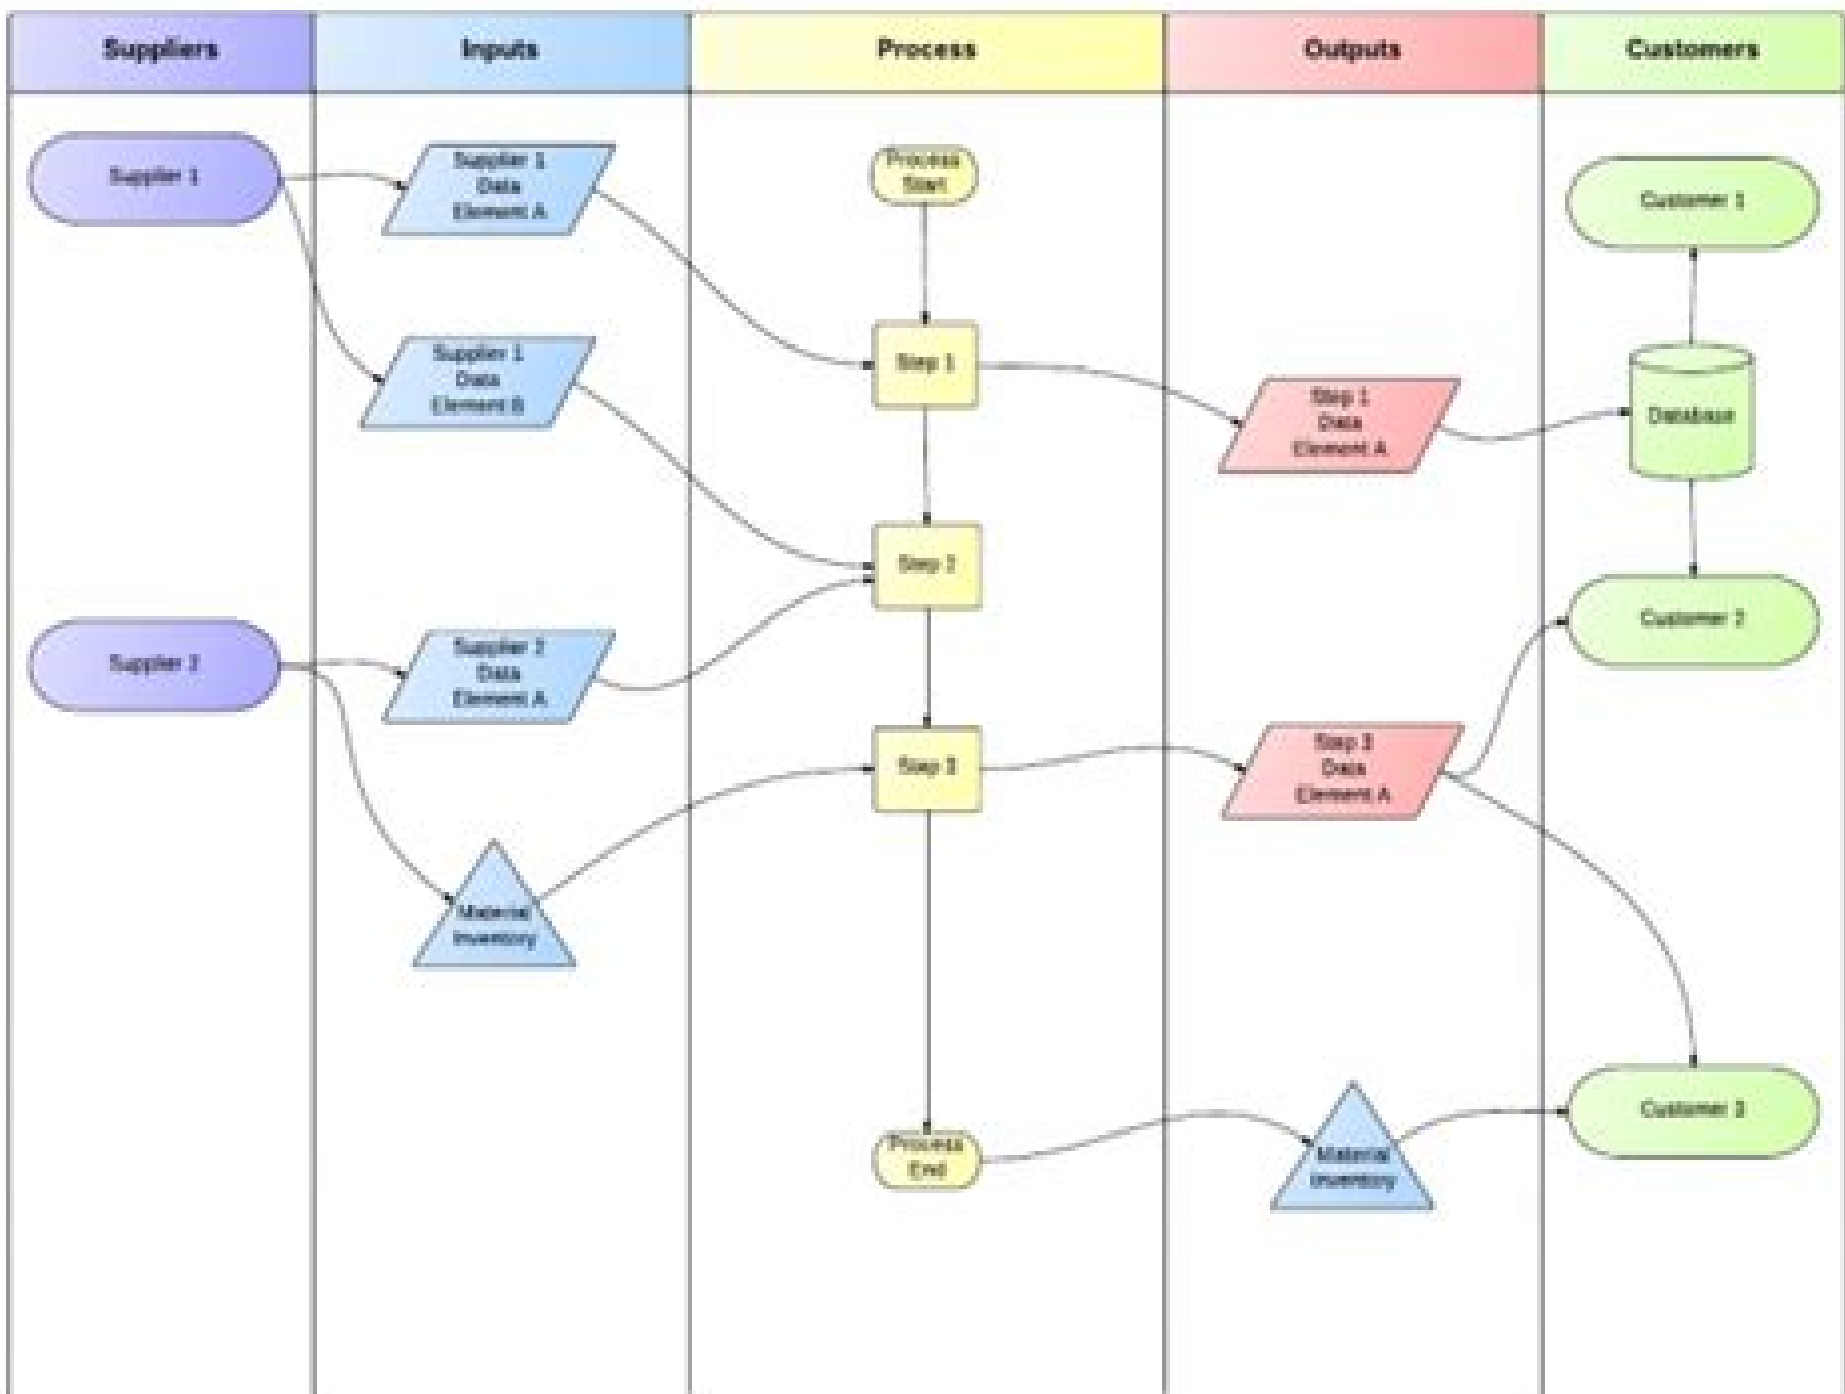 Suppliers
Inputs
Process
Outputs
Customers
Supplier 1
Supplier 1
Data
Element A
Process
Start
Customer 1
Supplier 1
Data
Element B
Step 1
Step 1
Data
Element A
Database
Step 2
Supplier 2
Supplier 2
Data
Element A
Customer 2
Step 3
Step 3
Data
Element A
Material
Inventory
Process
End
Material
Inventory
Customer 3